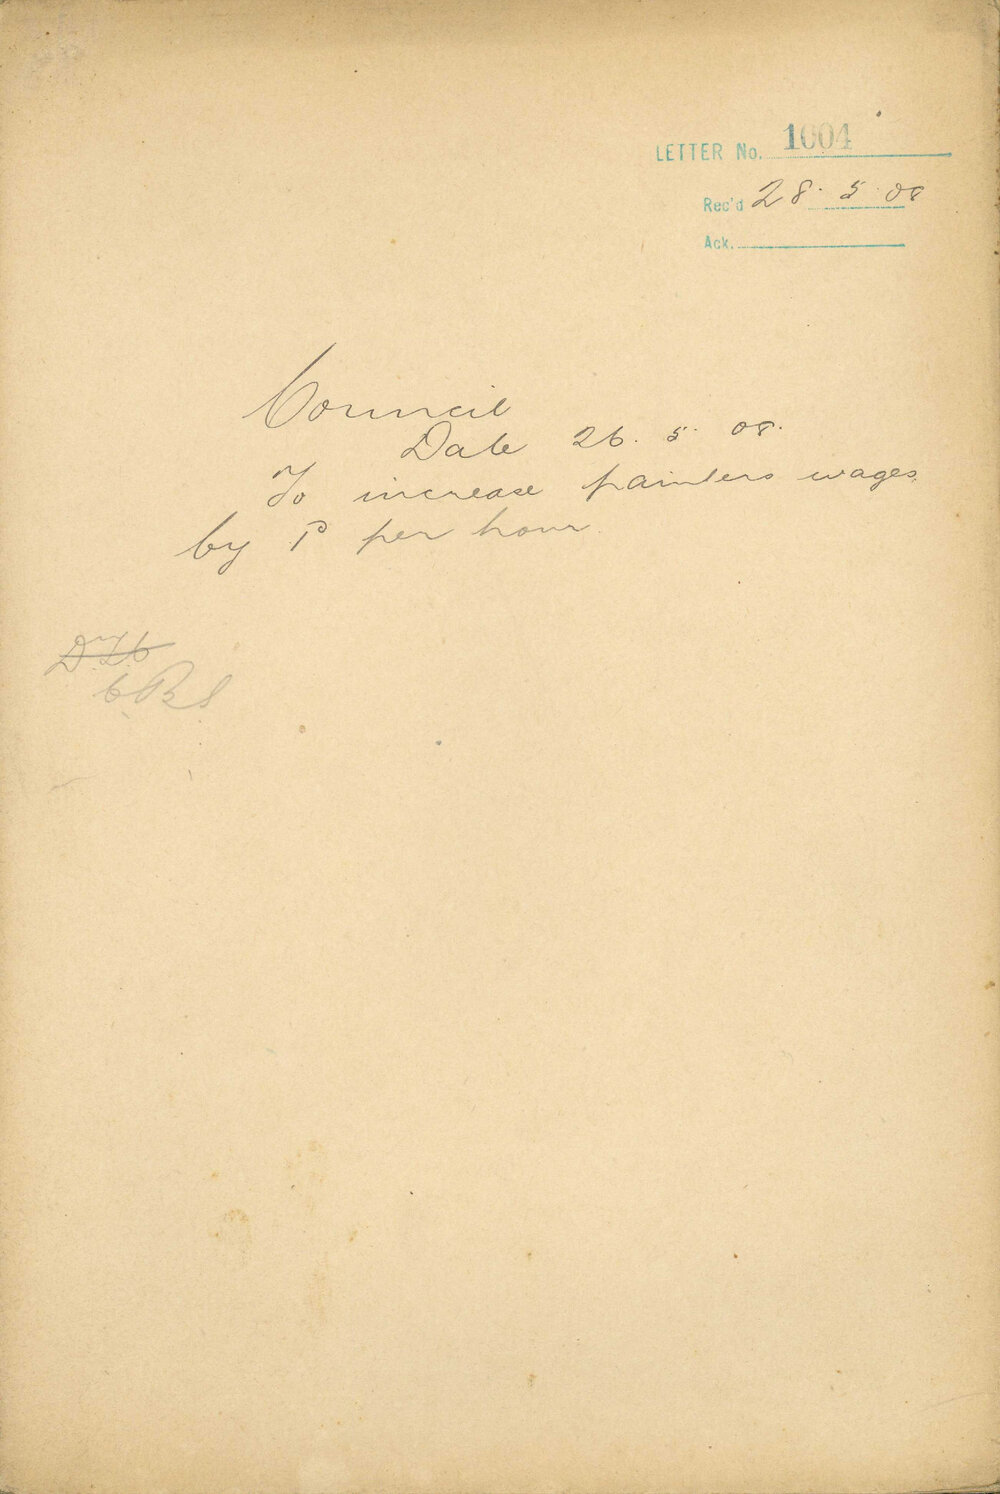 LETTER No. 1004
Rec'd 28. 5. 08
Ack.
Council
Date 26. 5. 08.
To increase painters wages
by 1ᴰ per hour.